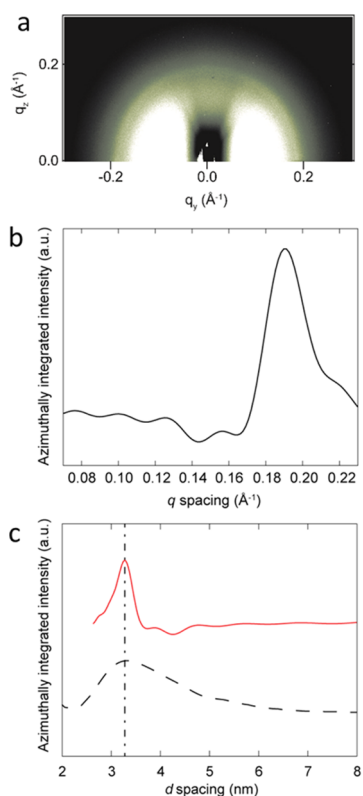 a
0.3
q_z (Å⁻¹)
0.0
-0.2 0.0 0.2
q_y (Å⁻¹)
b
Azimuthally integrated intensity (a.u.)
0.08 0.10 0.12 0.14 0.16 0.18 0.20 0.22
q spacing (Å⁻¹)
c
Azimuthally integrated intensity (a.u.)
2 3 4 5 6 7 8
d spacing (nm)